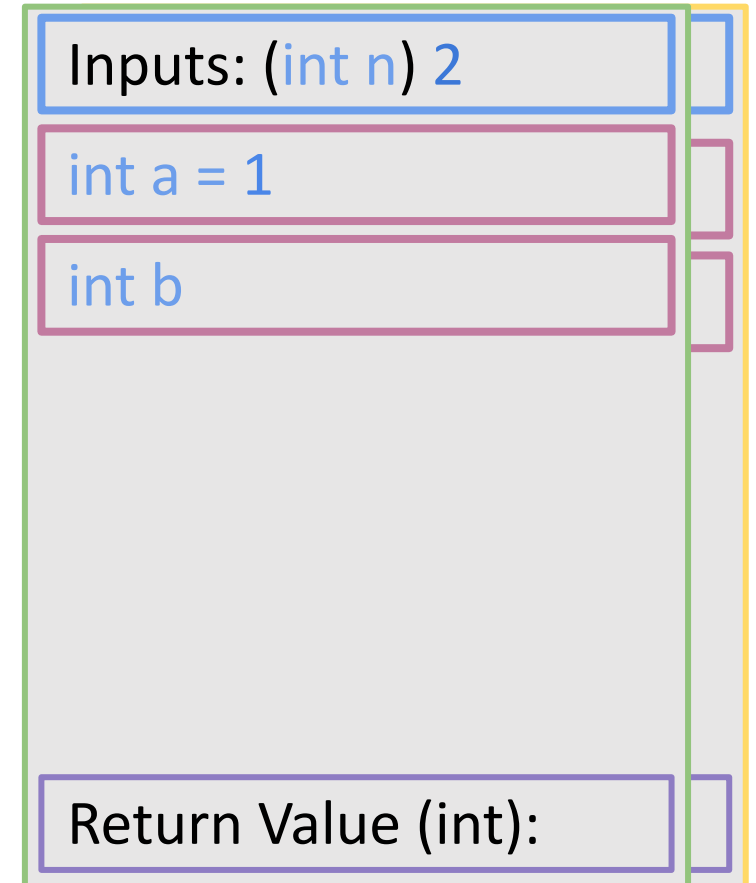 Inputs: (int n) 2
int a = 1
int b
Return Value (int):